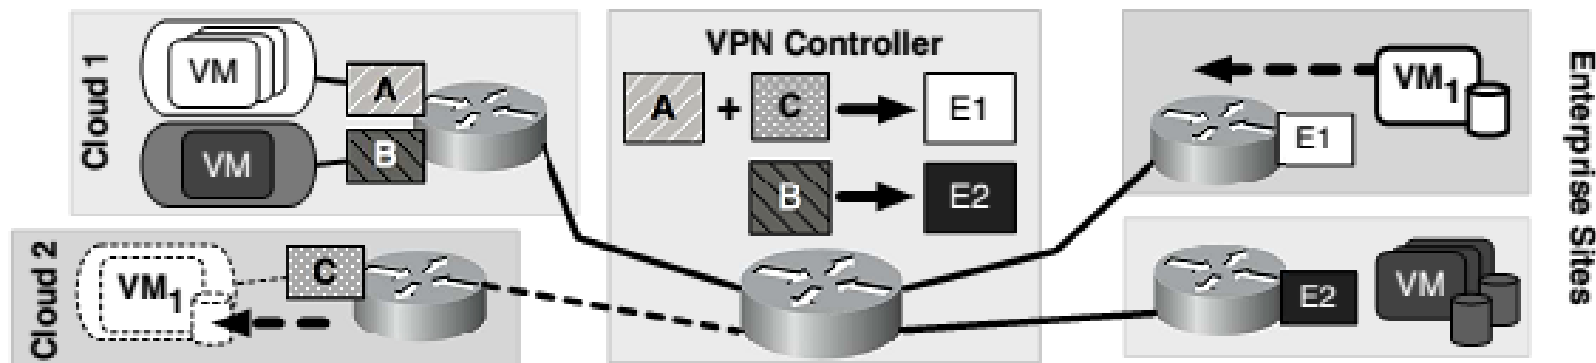 Cloud 1
VM
A
VM
B
Cloud 2
VM1
C
VPN Controller
A + C E1
B E2
VM1
E1
E2
VM
Enterprise Sites